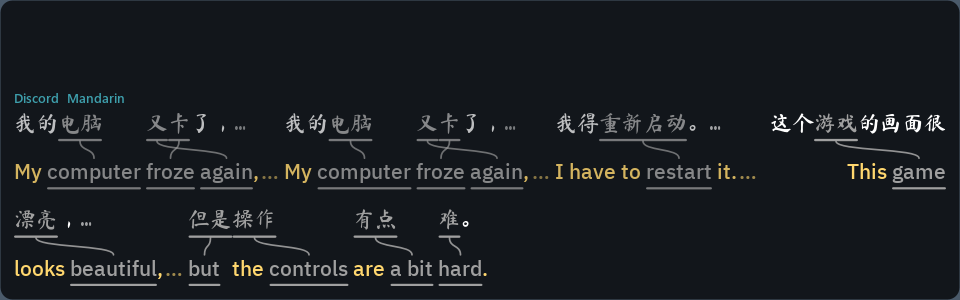 Discord Mandarin
我的电脑 又卡了，… 我的电脑 又卡了，… 我得重新启动。… 这个游戏的画面很
My computer froze again,… My computer froze again,… I have to restart it.… This game
漂亮，… 但是操作 有点 难。
looks beautiful,… but the controls are a bit hard.